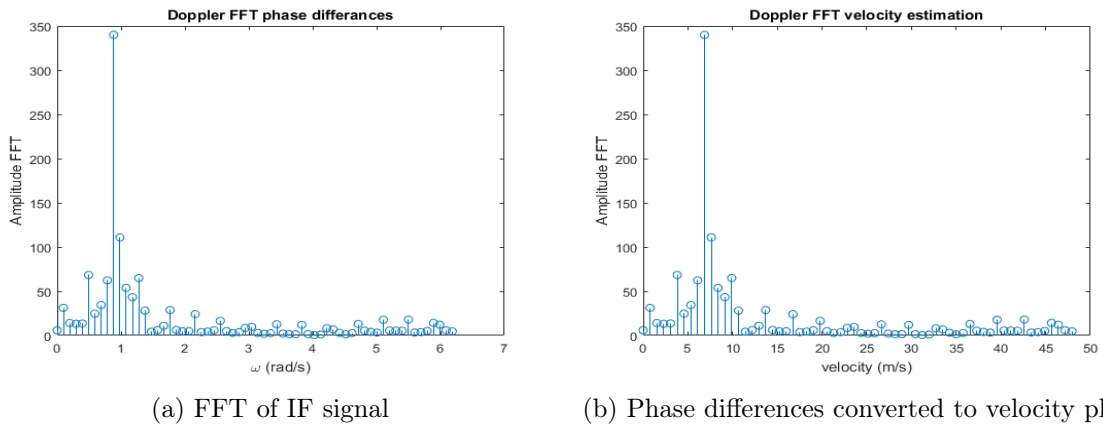 Doppler FFT phase differances
350
300
250
200
150
100
50
0
Amplitude FFT
0 1 2 3 4 5 6 7
ω (rad/s)
(a) FFT of IF signal
Doppler FFT velocity estimation
350
300
250
200
150
100
50
0
Amplitude FFT
0 5 10 15 20 25 30 35 40 45 50
velocity (m/s)
(b) Phase differences converted to velocity pl